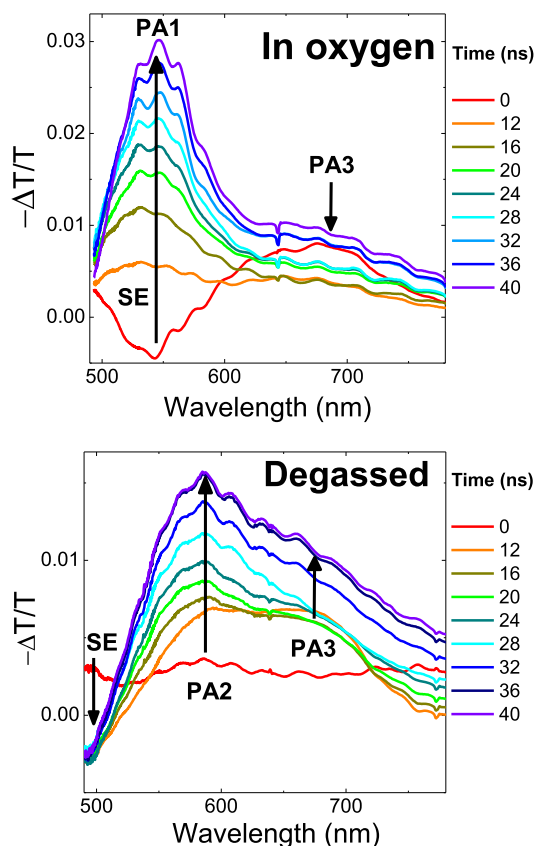 In oxygen
PA1
Time (ns)
0.03
0
12
16
0.02
20
PA3
24
−ΔT/T
28
0.01
32
36
SE
40
0.00
500
600
700
Wavelength (nm)
Degassed
Time (ns)
0
12
16
0.01
20
−ΔT/T
24
SE
28
PA3
32
PA2
36
0.00
40
500
600
700
Wavelength (nm)